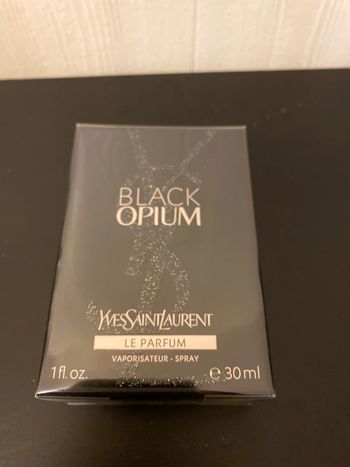 BLACK
OPIUM
YVESSAINTLAURENT
LE PARFUM
VAPORISATEUR · SPRAY
1 fl. oz. ℮ 30 ml